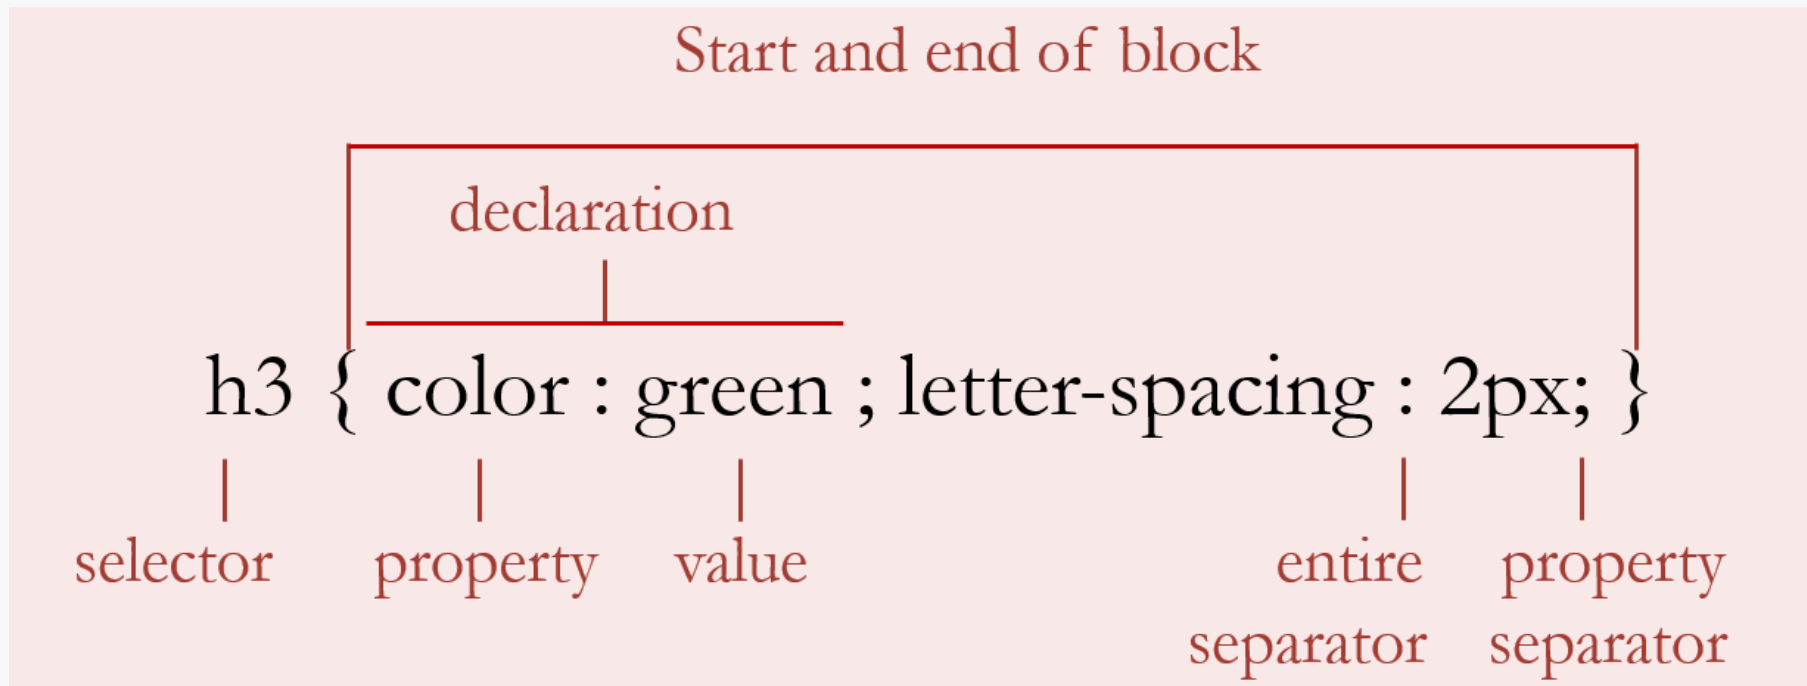 Start and end of block
declaration
h3 { color : green ; letter-spacing : 2px; }
selector property value entire property
separator separator